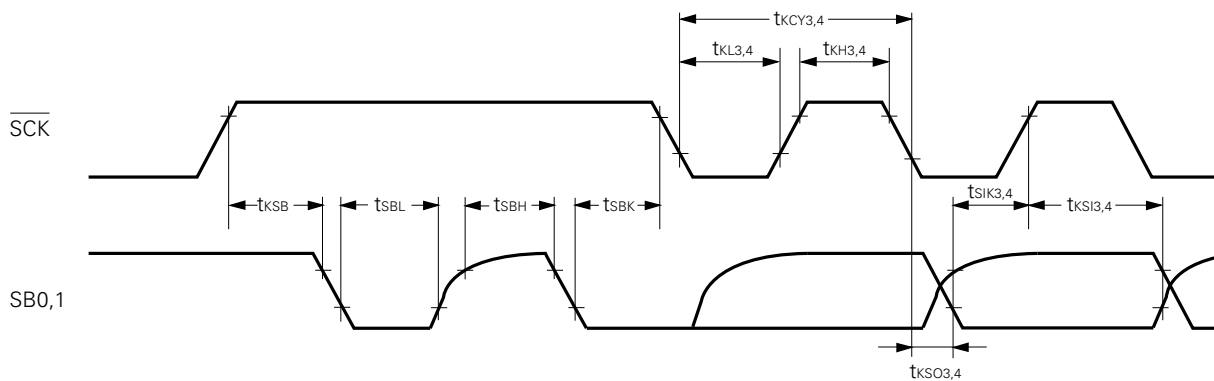 tKCY3,4
tKL3,4 tKH3,4
SCK
tKSB tSBL tSBH tSBK tSIK3,4 tKSI3,4
SB0,1
tKSO3,4